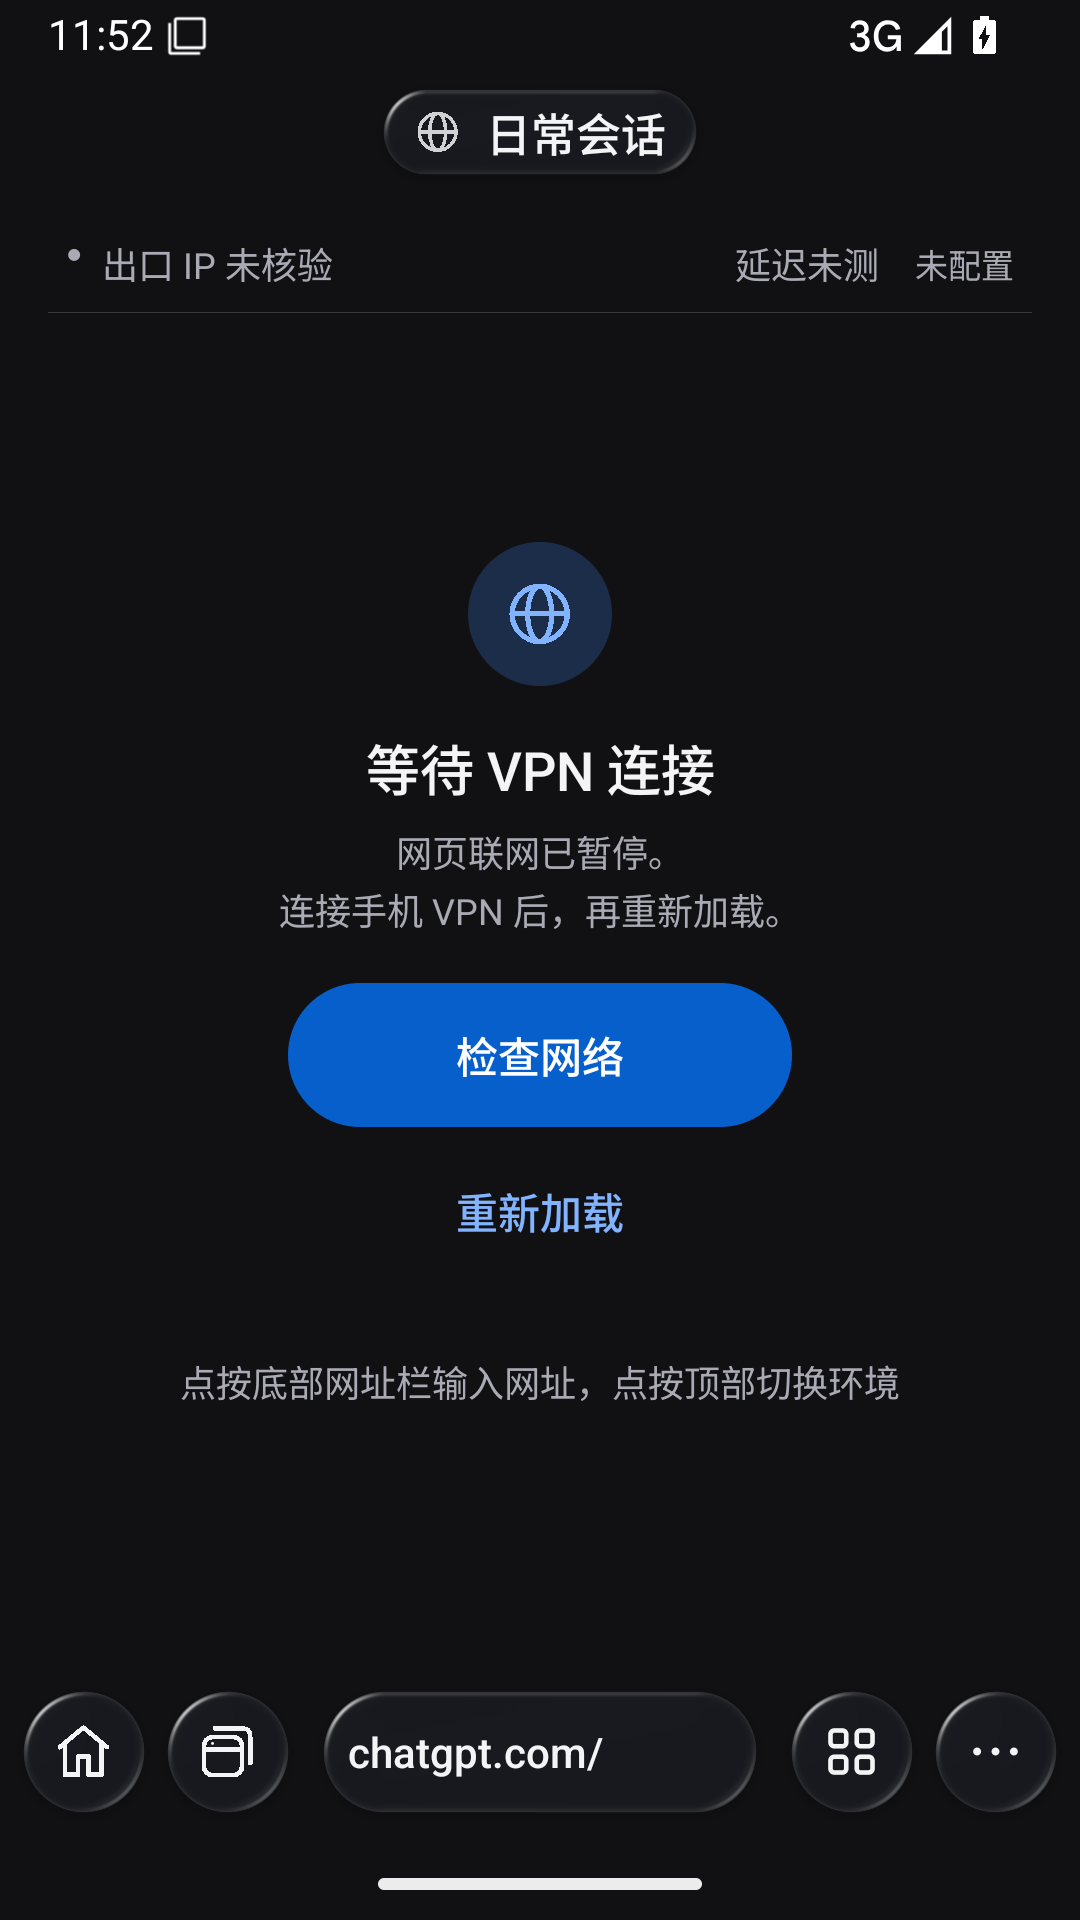 11:52
3G
日常会话
出口 IP 未核验
延迟未测 未配置
等待 VPN 连接
网页联网已暂停。
连接手机 VPN 后，再重新加载。
检查网络
重新加载
点按底部网址栏输入网址，点按顶部切换环境
chatgpt.com/